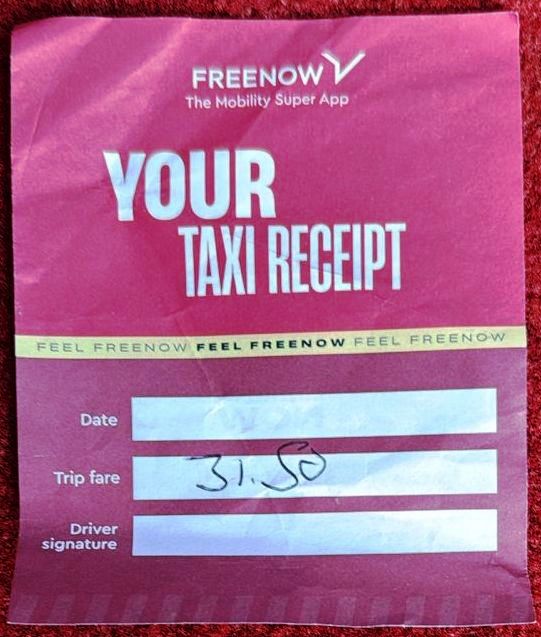 FREENOW
The Mobility Super App
YOUR
TAXI RECEIPT
FEEL FREENOW FEEL FREENOW FEEL FREENOW
Date
Trip fare 31.50
Driver
signature